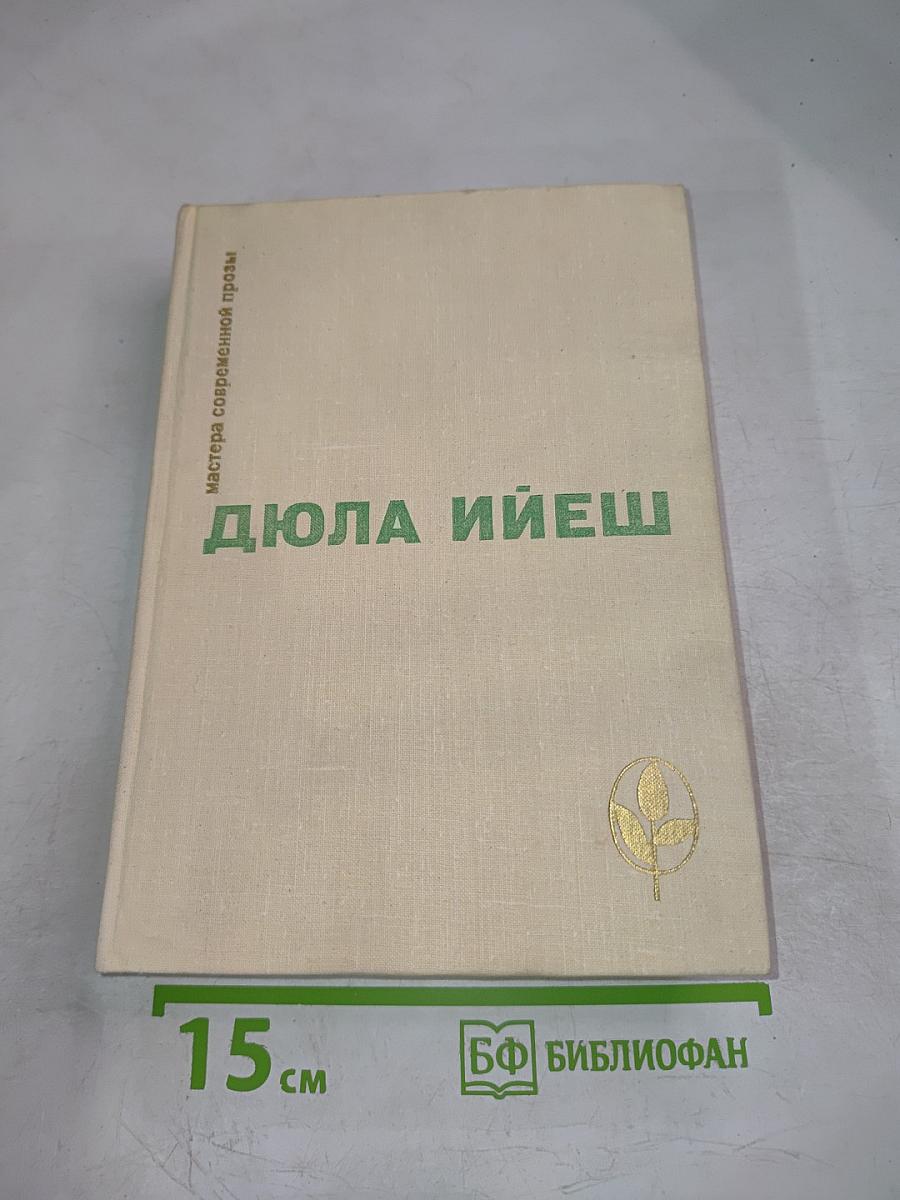 мастера современной прозы
ДЮЛА ИЙЕШ
15 см
БФ БИБЛИОФАН